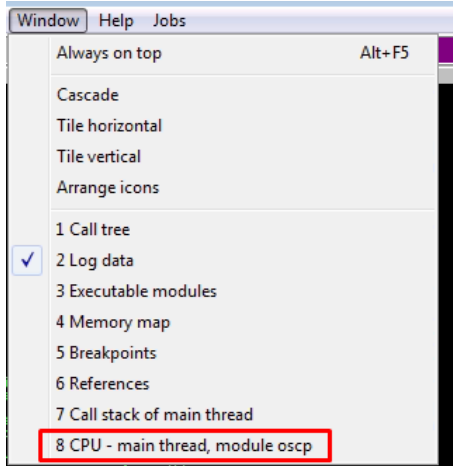 Window Help Jobs
Always on top Alt+F5
Cascade
Tile horizontal
Tile vertical
Arrange icons
1 Call tree
2 Log data
3 Executable modules
4 Memory map
5 Breakpoints
6 References
7 Call stack of main thread
8 CPU - main thread, module oscp